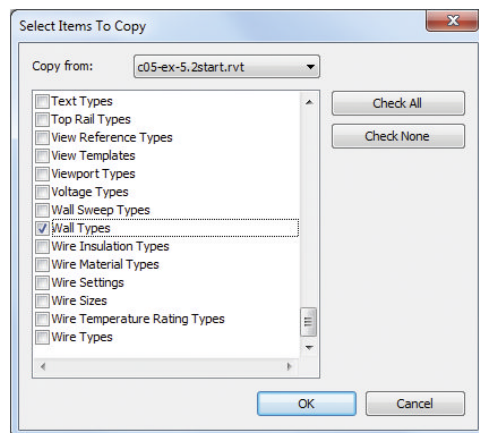 Select Items To Copy
Copy from: c05-ex-5.2start.rvt
Text Types
Top Rail Types
View Reference Types
View Templates
Viewport Types
Voltage Types
Wall Sweep Types
Wall Types
Wire Insulation Types
Wire Material Types
Wire Settings
Wire Sizes
Wire Temperature Rating Types
Wire Types
Check All
Check None
OK
Cancel